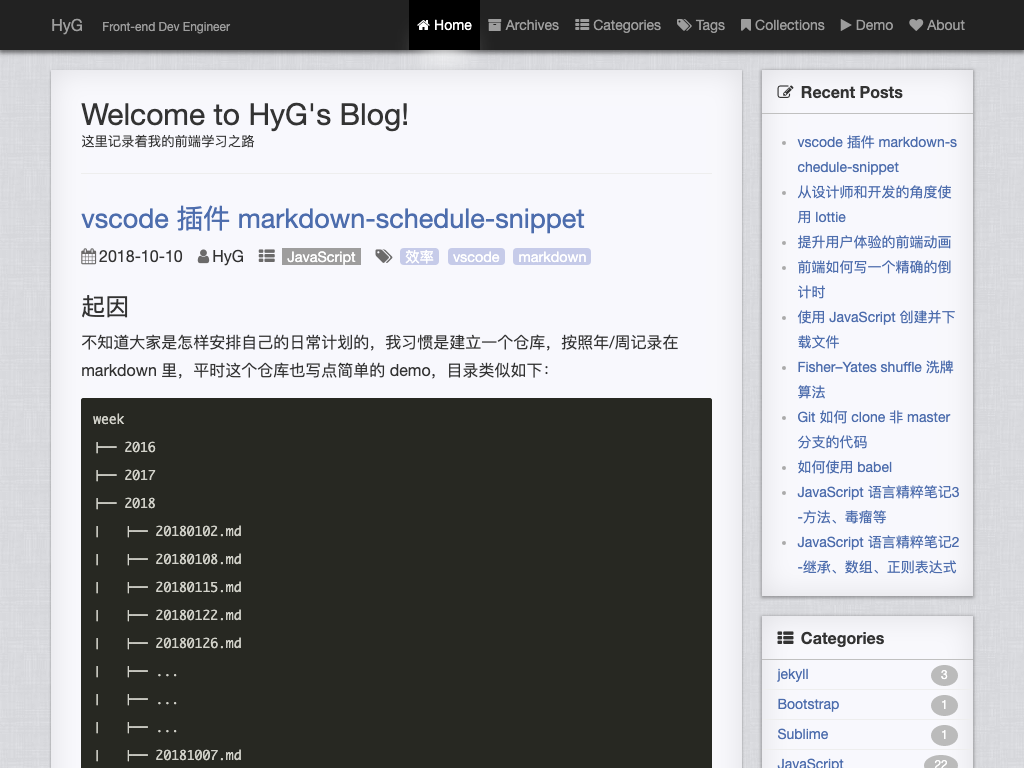 HyG Front-end Dev Engineer Home Archives Categories Tags Collections Demo About
Welcome to HyG's Blog!
这里记录着我的前端学习之路
vscode 插件 markdown-schedule-snippet
2018-10-10 HyG JavaScript 效率 vscode markdown
起因
不知道大家是怎样安排自己的日常计划的，我习惯是建立一个仓库，按照年/周记录在
markdown 里，平时这个仓库也写点简单的 demo，目录类似如下：
week
├── 2016
├── 2017
├── 2018
|   ├── 20180102.md
|   ├── 20180108.md
|   ├── 20180115.md
|   ├── 20180122.md
|   ├── 20180126.md
|   ├── ...
|   ├── ...
|   ├── ...
|   ├── 20181007.md
Recent Posts
vscode 插件 markdown-s
chedule-snippet
从设计师和开发的角度使
用 lottie
提升用户体验的前端动画
前端如何写一个精确的倒
计时
使用 JavaScript 创建并下
载文件
Fisher–Yates shuffle 洗牌
算法
Git 如何 clone 非 master
分支的代码
如何使用 babel
JavaScript 语言精粹笔记3
-方法、毒瘤等
JavaScript 语言精粹笔记2
-继承、数组、正则表达式
Categories
jekyll 3
Bootstrap 1
Sublime 1
JavaScript 22